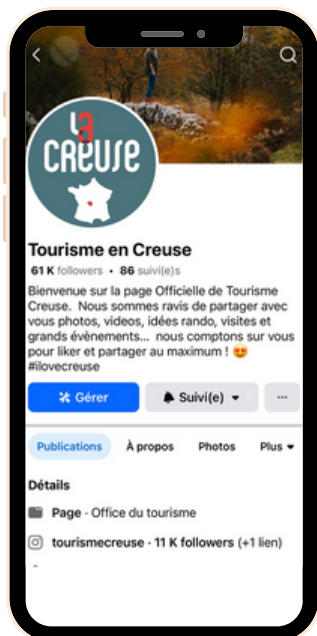 La
CReUSe
Tourisme en Creuse
61 K followers • 86 suivi(e)s
Bienvenue sur la page Officielle de Tourisme
Creuse. Nous sommes ravis de partager avec
vous photos, videos, idées rando, visites et
grands évènements... nous comptons sur vous
pour liker et partager au maximum ! 😍
#ilovecreuse
Gérer
Suivi(e)
...
Publications
À propos
Photos
Plus
Détails
Page · Office du tourisme
tourismecreuse · 11 K followers (+1 lien)